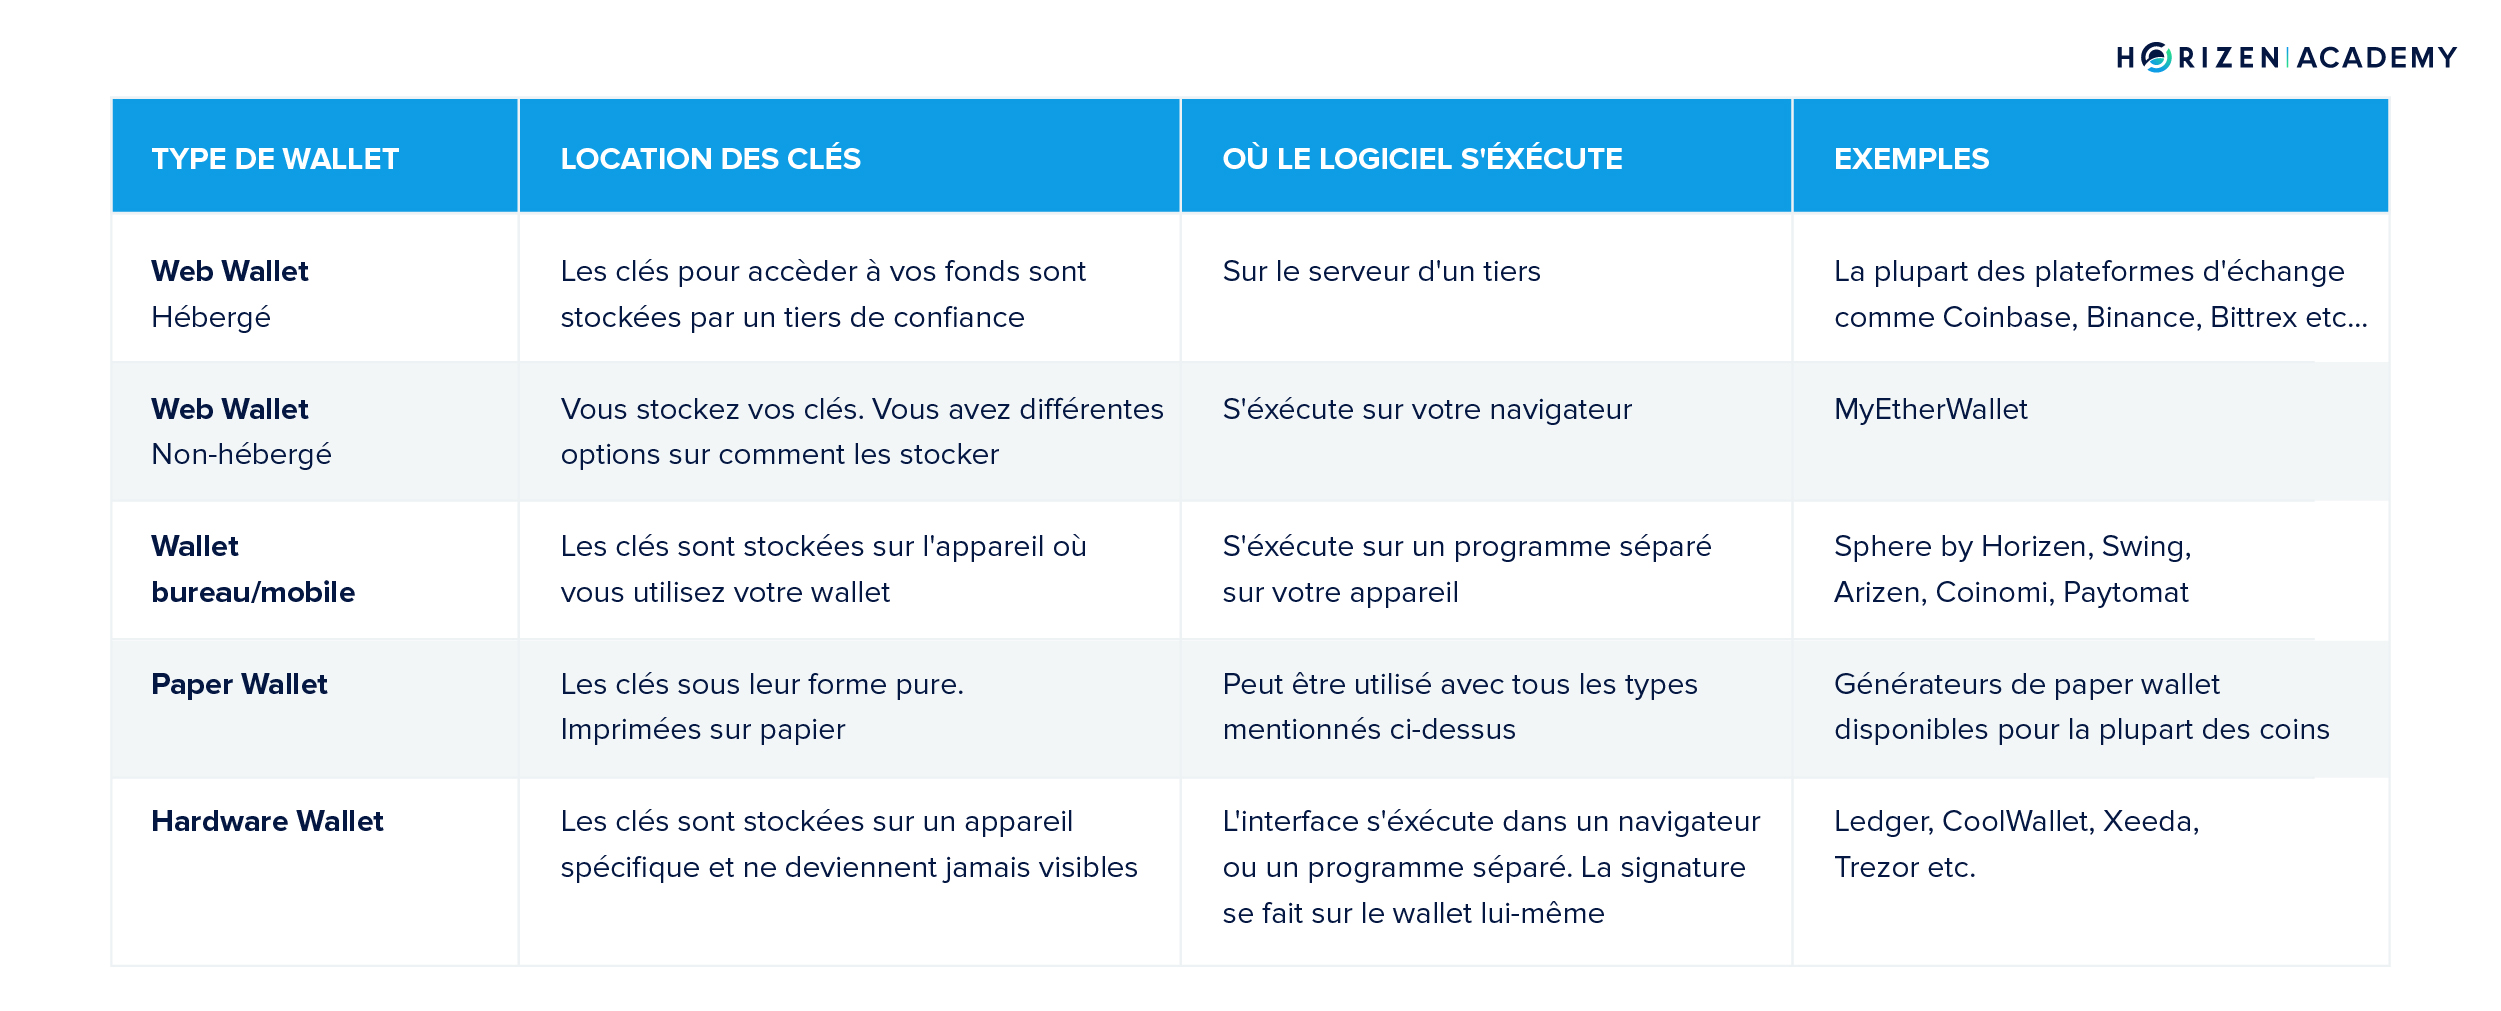 HORIZEN | ACADEMY
TYPE DE WALLET
LOCATION DES CLÉS
OÙ LE LOGICIEL S'ÉXÉCUTE
EXEMPLES
Web Wallet
Hébergé
Les clés pour accèder à vos fonds sont
stockées par un tiers de confiance
Sur le serveur d'un tiers
La plupart des plateformes d'échange
comme Coinbase, Binance, Bittrex etc...
Web Wallet
Non-hébergé
Vous stockez vos clés. Vous avez différentes
options sur comment les stocker
S'éxécute sur votre navigateur
MyEtherWallet
Wallet
bureau/mobile
Les clés sont stockées sur l'appareil où
vous utilisez votre wallet
S'éxécute sur un programme séparé
sur votre appareil
Sphere by Horizen, Swing,
Arizen, Coinomi, Paytomat
Paper Wallet
Les clés sous leur forme pure.
Imprimées sur papier
Peut être utilisé avec tous les types
mentionnés ci-dessus
Générateurs de paper wallet
disponibles pour la plupart des coins
Hardware Wallet
Les clés sont stockées sur un appareil
spécifique et ne deviennent jamais visibles
L'interface s'éxécute dans un navigateur
ou un programme séparé. La signature
se fait sur le wallet lui-même
Ledger, CoolWallet, Xeeda,
Trezor etc.